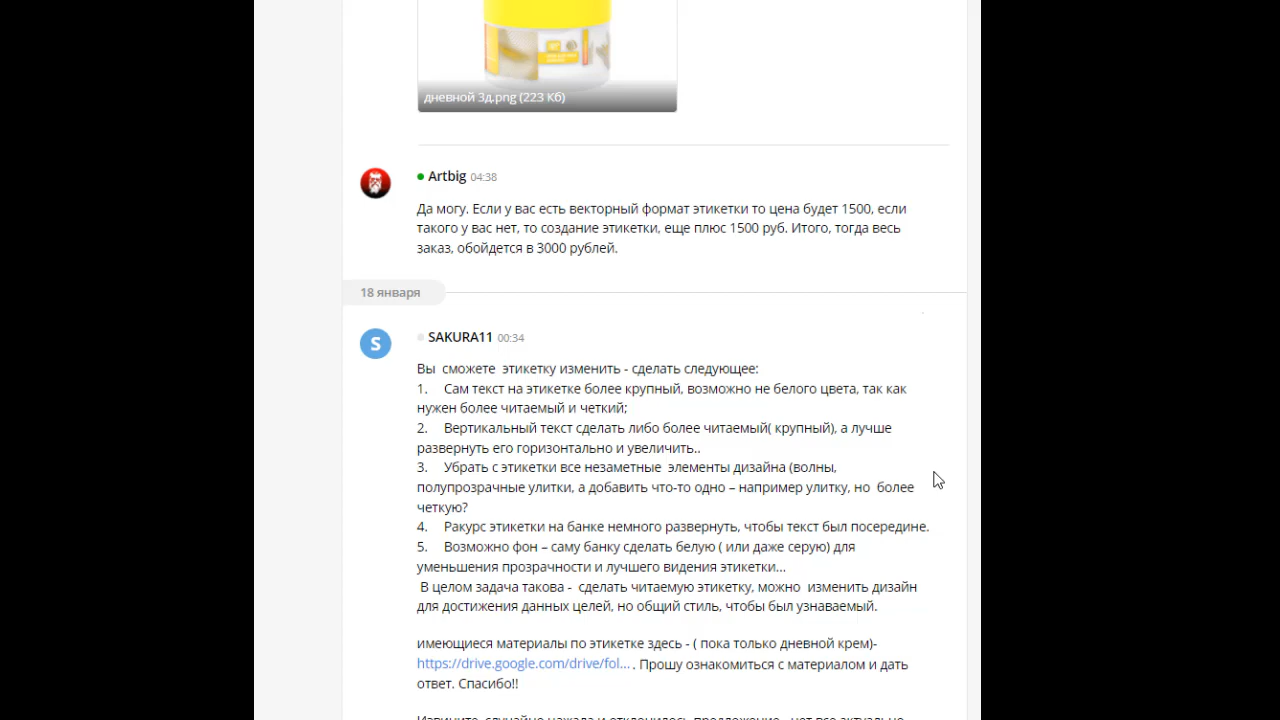 дневной 3д.png (223 Кб)
Artbig 04:38
Да могу. Если у вас есть векторный формат этикетки то цена будет 1500, если
такого у вас нет, то создание этикетки, еще плюс 1500 руб. Итого, тогда весь
заказ, обойдется в 3000 рублей.
18 января
S
SAKURA11 00:34
Вы сможете этикетку изменить - сделать следующее:
1. Сам текст на этикетке более крупный, возможно не белого цвета, так как
нужен более читаемый и четкий;
2. Вертикальный текст сделать либо более читаемый( крупный), а лучше
развернуть его горизонтально и увеличить..
3. Убрать с этикетки все незаметные элементы дизайна (волны,
полупрозрачные улитки, а добавить что-то одно – например улитку, но более
четкую?
4. Ракурс этикетки на банке немного развернуть, чтобы текст был посередине.
5. Возможно фон – саму банку сделать белую ( или даже серую) для
уменьшения прозрачности и лучшего видения этикетки...
В целом задача такова - сделать читаемую этикетку, можно изменить дизайн
для достижения данных целей, но общий стиль, чтобы был узнаваемый.
имеющиеся материалы по этикетке здесь - ( пока только дневной крем)-
https://drive.google.com/drive/fol... . Прошу ознакомиться с материалом и дать
ответ. Спасибо!!